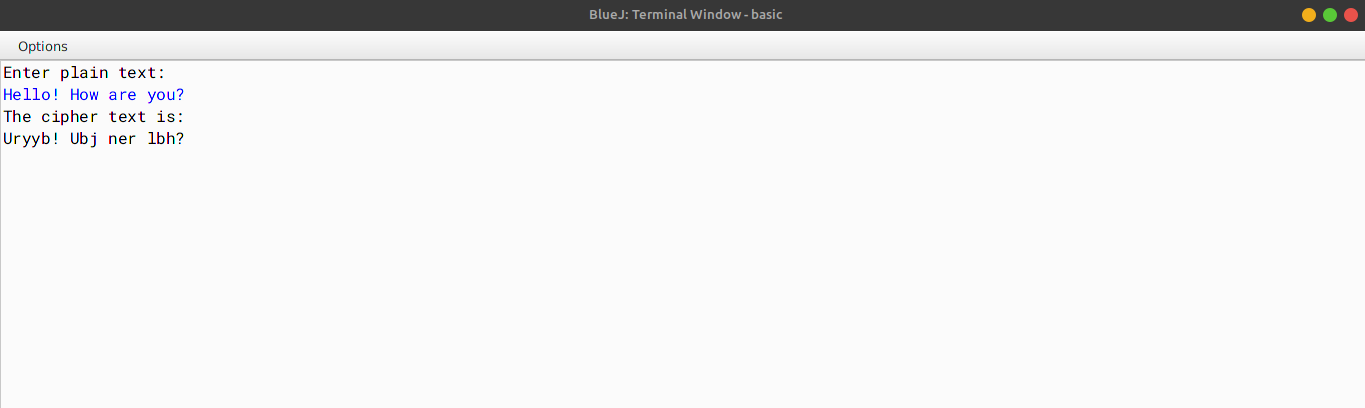 BlueJ: Terminal Window - basic
Options
Enter plain text:
Hello! How are you?
The cipher text is:
Uryyb! Ubj ner lbh?